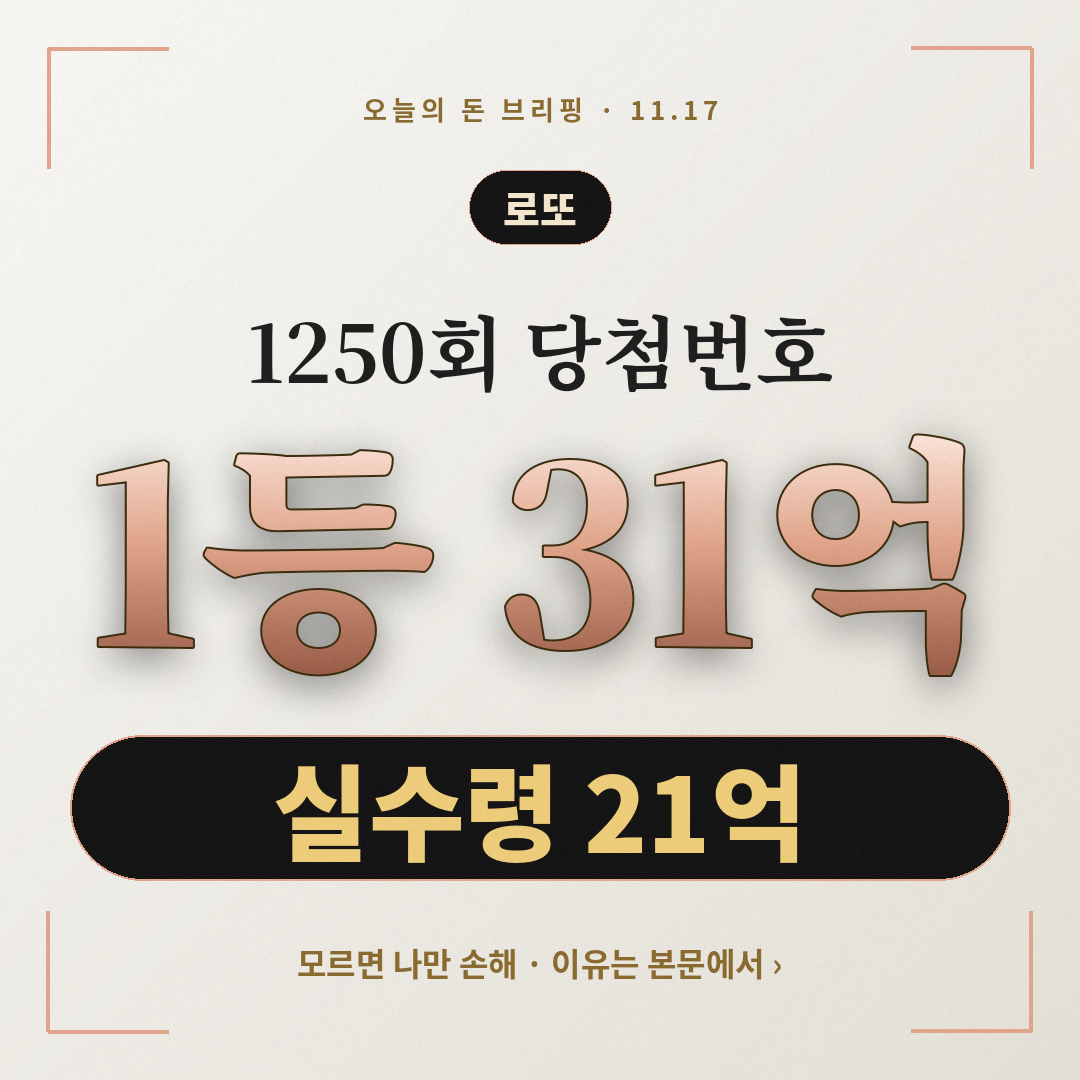 오늘의 돈 브리핑 · 11.17
로또
1250회 당첨번호
1등 31억
실수령 21억
모르면 나만 손해 · 이유는 본문에서 ›